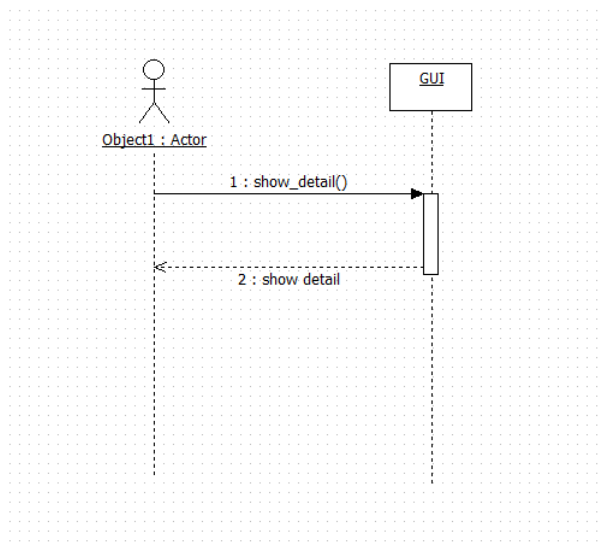 GUI
Object1 : Actor
1 : show_detail()
2 : show detail